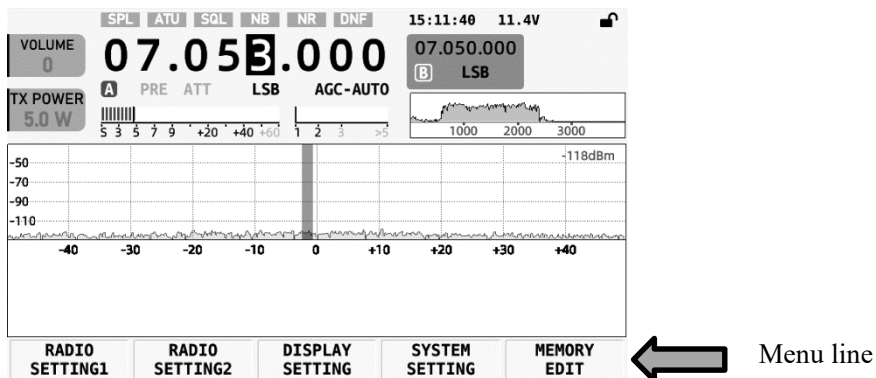 SPL ATU SQL NB NR DNF 15:11:40 11.4V
VOLUME
0
07.053.000
07.050.000
B LSB
A PRE ATT LSB AGC-AUTO
TX POWER
5.0 W
S 3 5 7 9 +20 +40 +60 1 2 3 >5
1000 2000 3000
-118dBm
-50
-70
-90
-110
-40 -30 -20 -10 0 +10 +20 +30 +40
RADIO SETTING1
RADIO SETTING2
DISPLAY SETTING
SYSTEM SETTING
MEMORY EDIT
Menu line